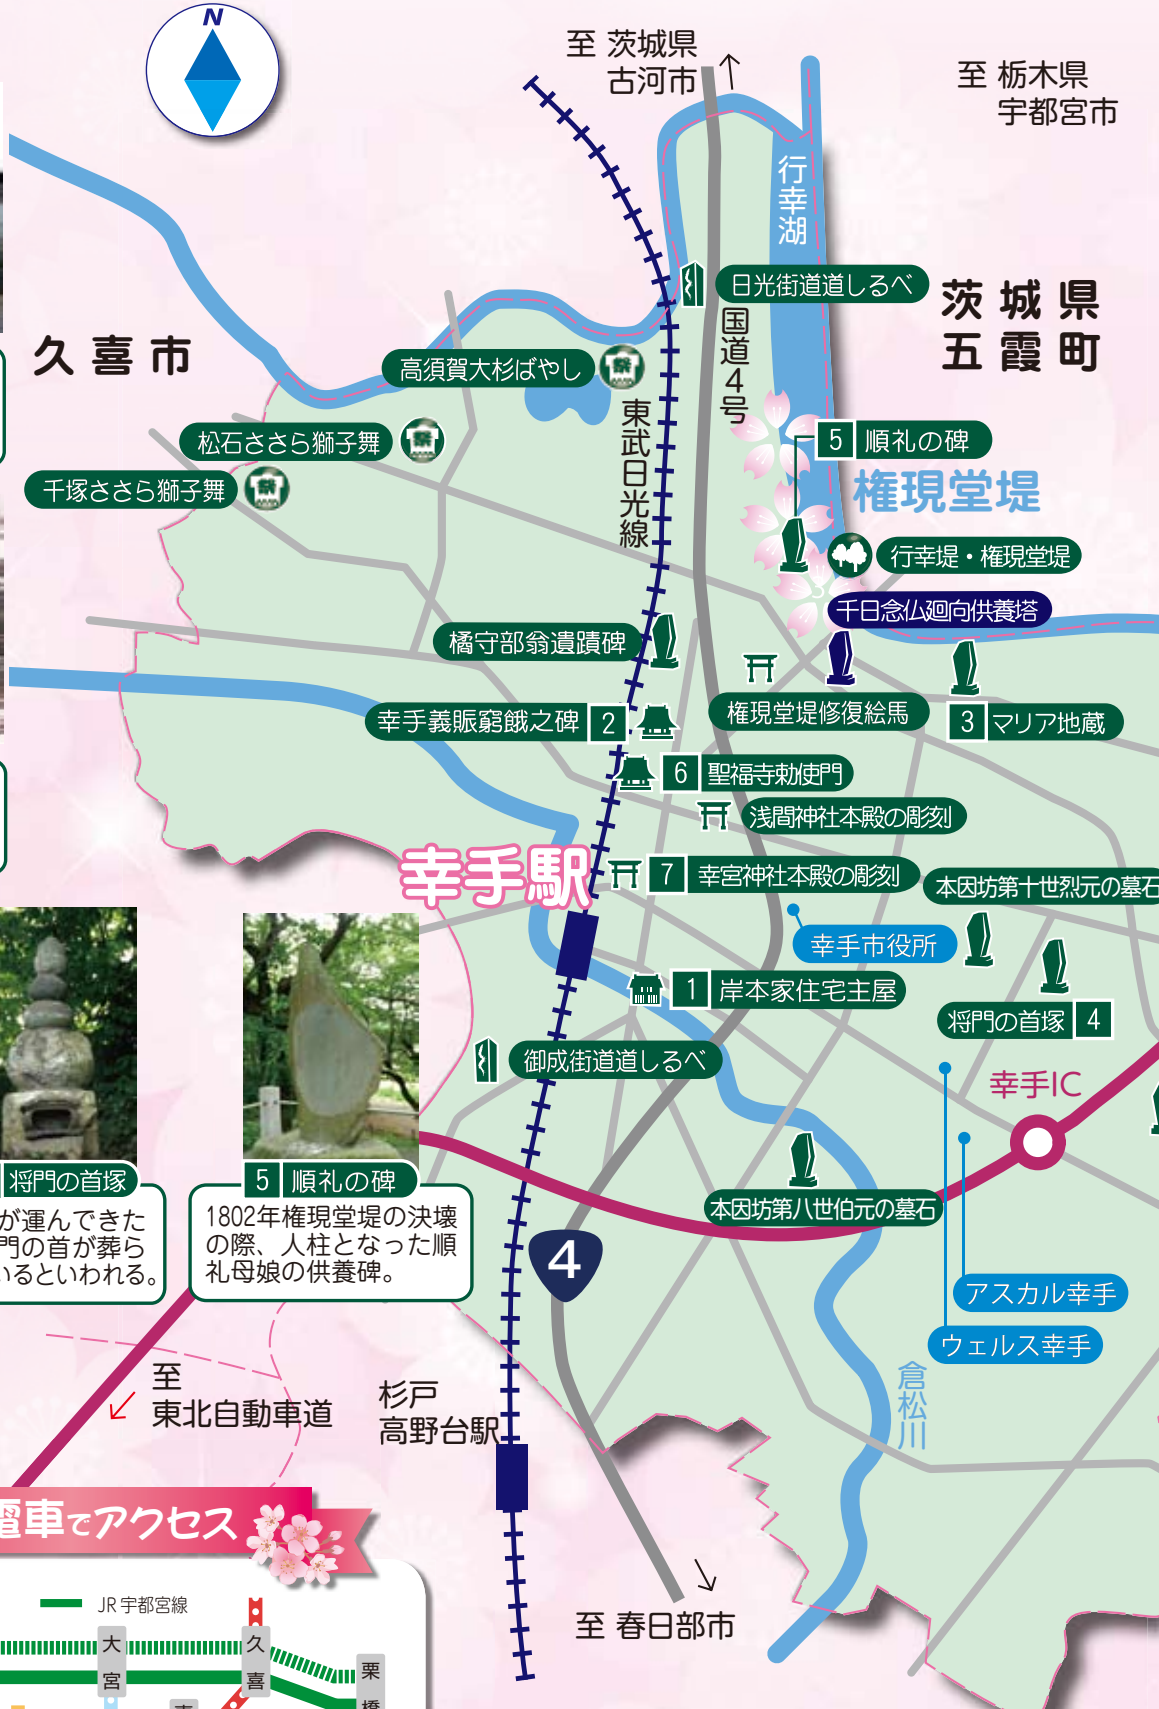 N
至 茨城県
古河市
至 栃木県
宇都宮市
行幸湖
日光街道道しるべ
茨城県
五霞町
久喜市
国道4号
高須賀大杉ばやし
祭
東武日光線
松石ささら獅子舞
祭
千塚ささら獅子舞
祭
5 順礼の碑
権現堂堤
行幸堤・権現堂堤
千日念仏廻向供養塔
橘守部翁遺蹟碑
権現堂堤修復絵馬
3 マリア地蔵
幸手義賑窮餓之碑 2
6 聖福寺勅使門
浅間神社本殿の彫刻
幸手駅
7 幸宮神社本殿の彫刻
本因坊第十世烈元の墓石
幸手市役所
1 岸本家住宅主屋
将門の首塚 4
御成街道道しるべ
幸手IC
本因坊第八世伯元の墓石
将門の首塚
が運んできた
門の首が葬ら
いるといわれる。
5 順礼の碑
1802年権現堂堤の決壊
の際、人柱となった順
礼母娘の供養碑。
4
アスカル幸手
ウェルス幸手
倉松川
至
東北自動車道
杉戸
高野台駅
電車でアクセス
至 春日部市
JR宇都宮線
大宮
久喜
栗橋